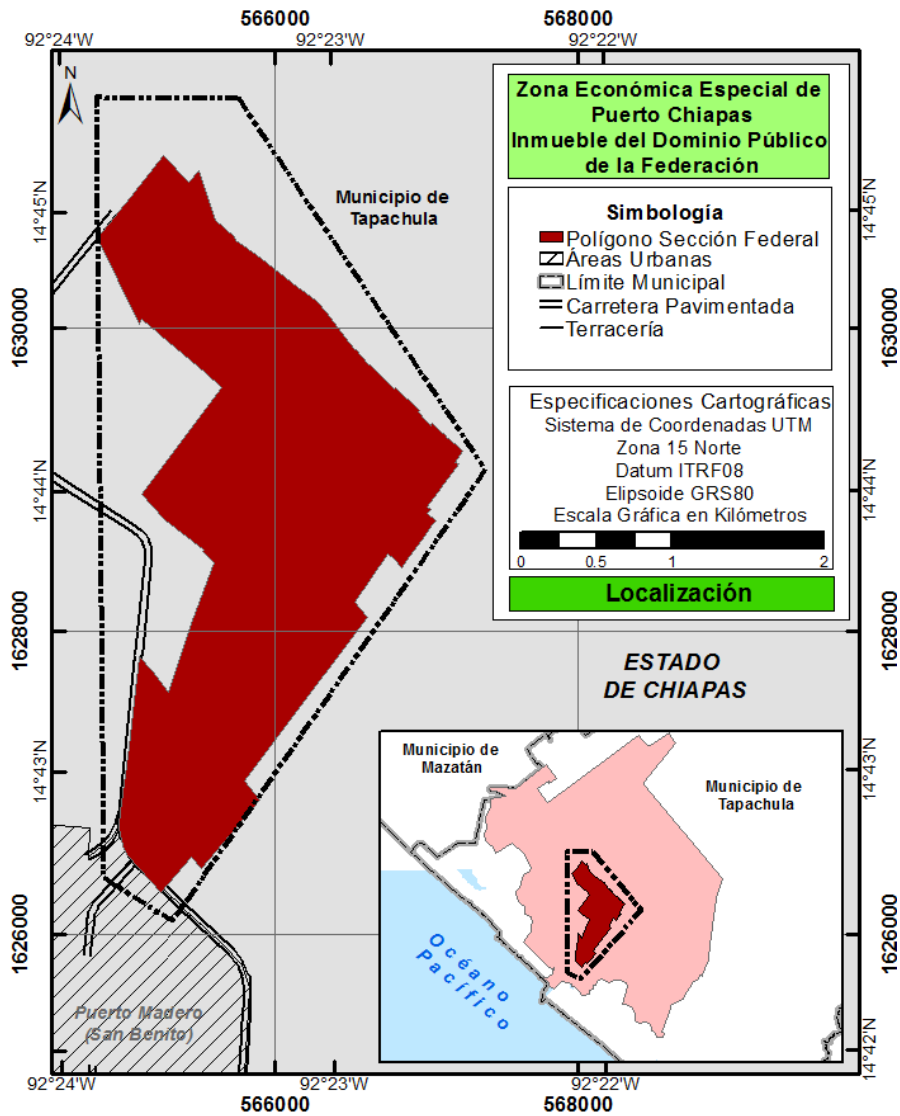 566000
568000
92°24'W
92°23'W
92°22'W
N
Zona Económica Especial de
Puerto Chiapas
Inmueble del Dominio Público
de la Federación
Municipio de
Tapachula
14°45'N
14°45'N
Simbología
Polígono Sección Federal
Áreas Urbanas
Límite Municipal
Carretera Pavimentada
Terracería
1630000
1630000
Especificaciones Cartográficas
Sistema de Coordenadas UTM
Zona 15 Norte
Datum ITRF08
Elipsoide GRS80
Escala Gráfica en Kilómetros
0 0.5 1 2
14°44'N
14°44'N
Localización
1628000
1628000
ESTADO
DE CHIAPAS
14°43'N
14°43'N
Municipio de
Mazatán
Municipio de
Tapachula
Océano
Pacífico
1626000
1626000
Puerto Madero
(San Benito)
14°42'N
92°24'W
92°23'W
92°22'W
566000
568000